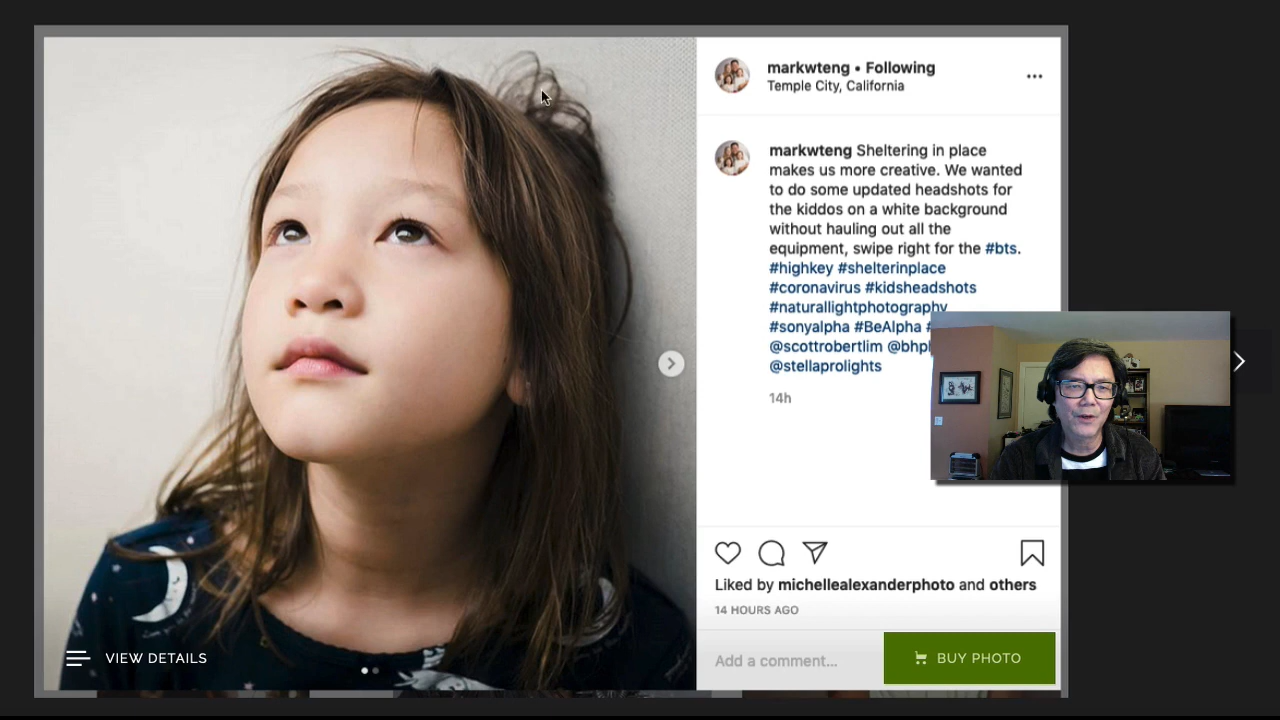 markwteng • Following
Temple City, California
markwteng Sheltering in place
makes us more creative. We wanted
to do some updated headshots for
the kiddos on a white background
without hauling out all the
equipment, swipe right for the #bts.
#highkey #shelterinplace
#coronavirus #kidsheadshots
#naturallightphotography
#sonyalpha #BeAlpha #
@scottrobertlim
@stellaprolights
14h
Liked by michellealexanderphoto and others
14 HOURS AGO
Add a comment...
BUY PHOTO
VIEW DETAILS